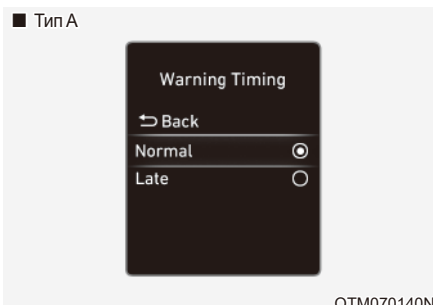 ■ Тип A
Warning Timing
⮌ Back
Normal
Late
OTM070140N